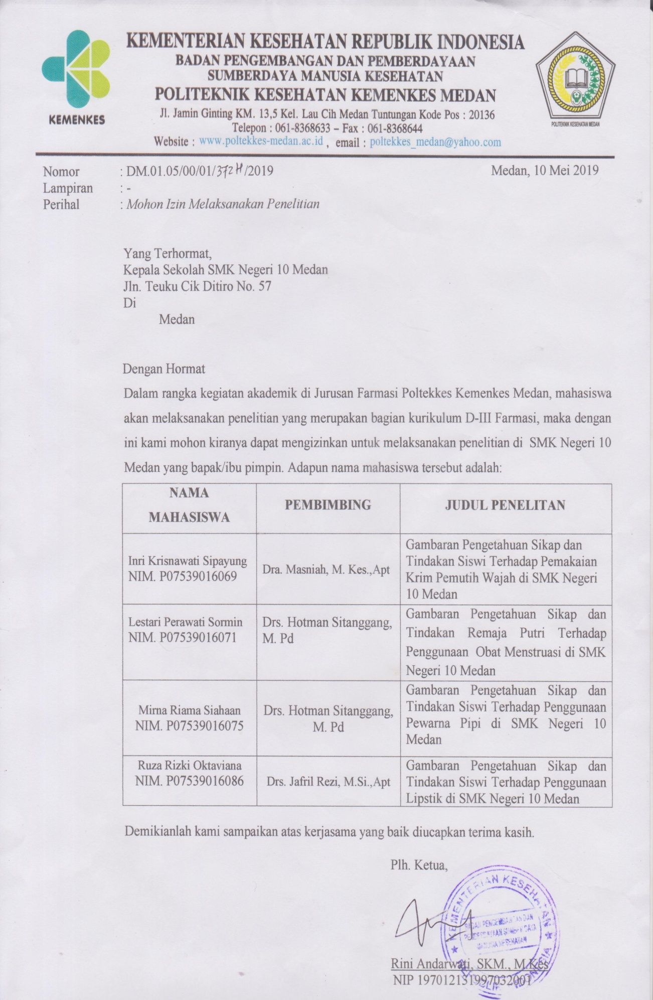 KEMENTERIAN KESEHATAN REPUBLIK INDONESIA
BADAN PENGEMBANGAN DAN PEMBERDAYAAN
SUMBERDAYA MANUSIA KESEHATAN
POLITEKNIK KESEHATAN KEMENKES MEDAN
Jl. Jamin Ginting KM. 13,5 Kel. Lau Cih Medan Tuntungan Kode Pos : 20136
Telepon : 061-8368633 – Fax : 061-8368644
Website : www.poltekkes-medan.ac.id , email : poltekkes_medan@yahoo.com
KEMENKES
POLITEKNIK KESEHATAN MEDAN
Nomor : DM.01.05/00/01/ /2019 Medan, 10 Mei 2019
Lampiran : -
Perihal : Mohon Izin Melaksanakan Penelitian
Yang Terhormat,
Kepala Sekolah SMK Negeri 10 Medan
Jln. Teuku Cik Ditiro No. 57
Di
Medan
Dengan Hormat
Dalam rangka kegiatan akademik di Jurusan Farmasi Poltekkes Kemenkes Medan, mahasiswa
akan melaksanakan penelitian yang merupakan bagian kurikulum D-III Farmasi, maka dengan
ini kami mohon kiranya dapat mengizinkan untuk melaksanakan penelitian di SMK Negeri 10
Medan yang bapak/ibu pimpin. Adapun nama mahasiswa tersebut adalah:
NAMA
MAHASISWA
PEMBIMBING
JUDUL PENELITAN
Inri Krisnawati Sipayung
NIM. P07539016069
Dra. Masniah, M. Kes.,Apt
Gambaran Pengetahuan Sikap dan
Tindakan Siswi Terhadap Pemakaian
Krim Pemutih Wajah di SMK Negeri
10 Medan
Lestari Perawati Sormin
NIM. P07539016071
Drs. Hotman Sitanggang,
M. Pd
Gambaran Pengetahuan Sikap dan
Tindakan Remaja Putri Terhadap
Penggunaan Obat Menstruasi di SMK
Negeri 10 Medan
Mirna Riama Siahaan
NIM. P07539016075
Drs. Hotman Sitanggang,
M. Pd
Gambaran Pengetahuan Sikap dan
Tindakan Siswi Terhadap Penggunaan
Pewarna Pipi di SMK Negeri 10
Medan
Ruza Rizki Oktaviana
NIM. P07539016086
Drs. Jafril Rezi, M.Si.,Apt
Gambaran Pengetahuan Sikap dan
Tindakan Siswi Terhadap Penggunaan
Lipstik di SMK Negeri 10 Medan
Demikianlah kami sampaikan atas kerjasama yang baik diucapkan terima kasih.
Plh. Ketua,
KEMENTERIAN KESEHATAN
BADAN PENGEMBANGAN DAN
PEMBERDAYAAN SUMBER DAYA
MANUSIA KESEHATAN
REPUBLIK INDONESIA
Rini Andarwati, SKM., M.Kes
NIP 197012131997032001